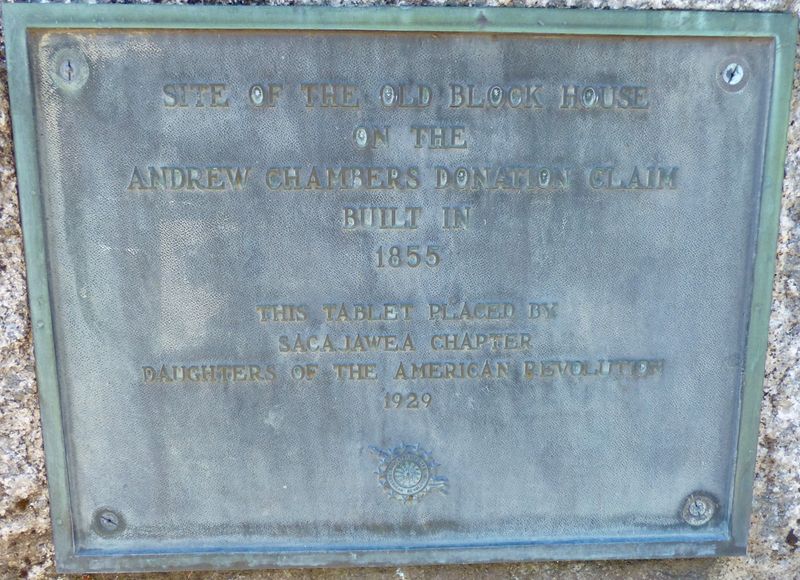 SITE OF THE OLD BLOCK HOUSE
ON THE
ANDREW CHAMBERS DONATION CLAIM
BUILT IN
1855
THIS TABLET PLACED BY
SACAJAWEA CHAPTER
DAUGHTERS OF THE AMERICAN REVOLUTION
1929